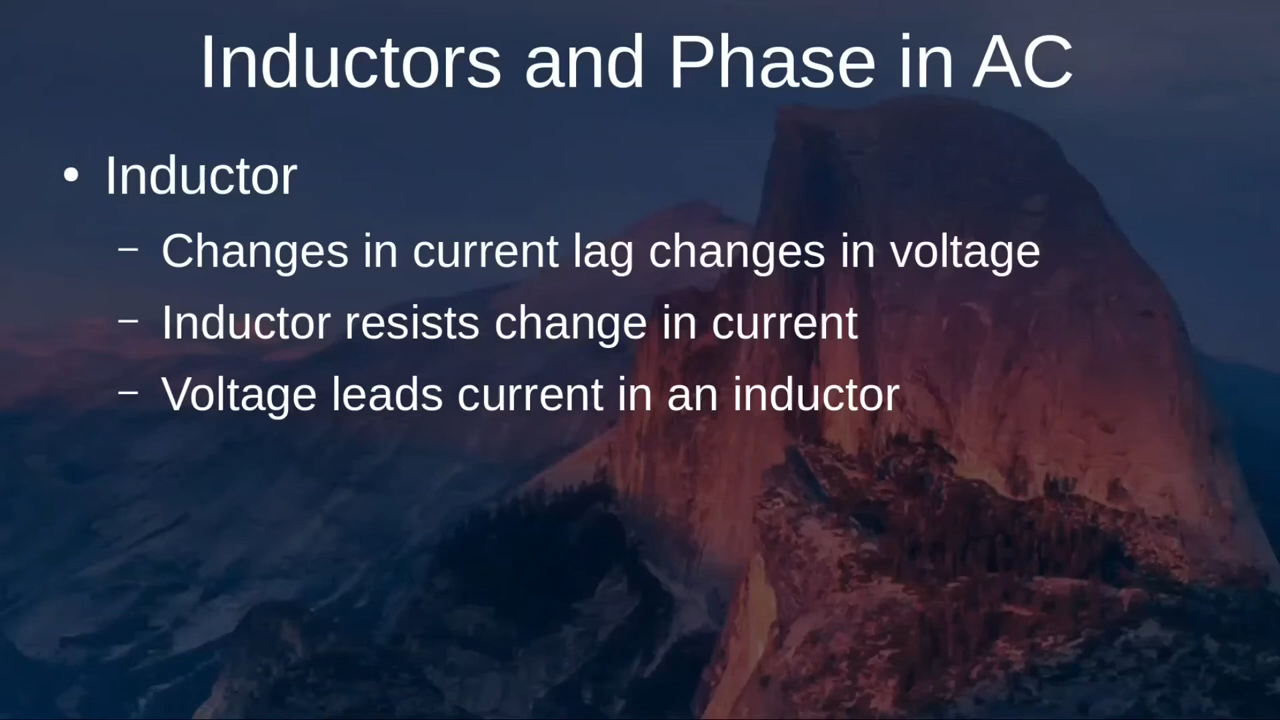 Inductors and Phase in AC
• Inductor
– Changes in current lag changes in voltage
– Inductor resists change in current
– Voltage leads current in an inductor